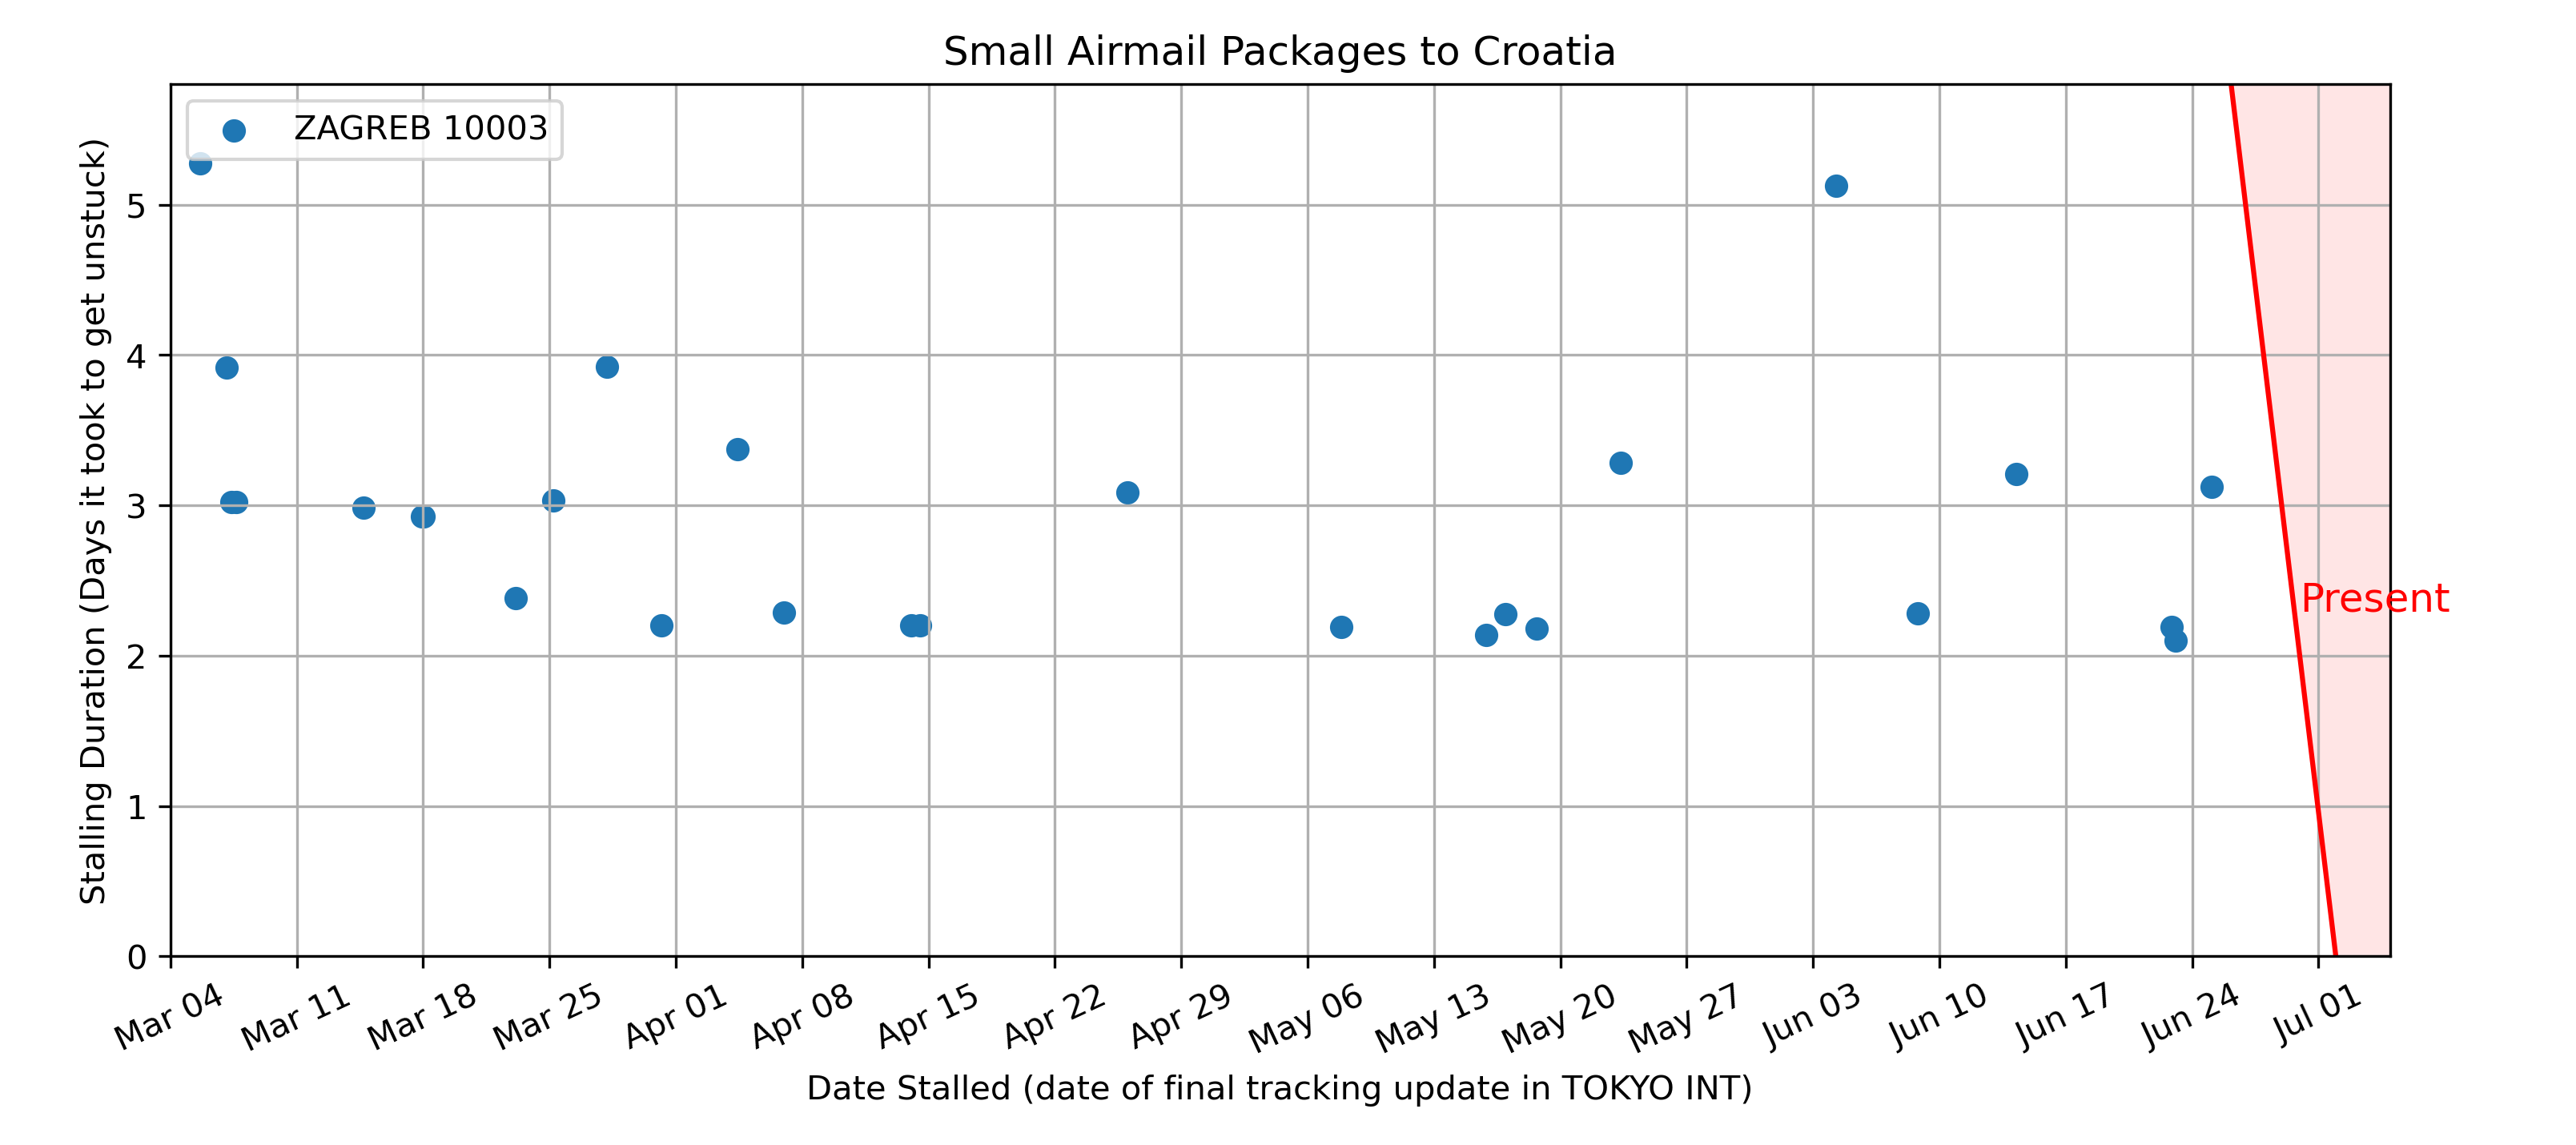 Small Airmail Packages to Croatia
ZAGREB 10003
Stalling Duration (Days it took to get unstuck)
5
4
3
2
1
0
Present
Mar 04
Mar 11
Mar 18
Mar 25
Apr 01
Apr 08
Apr 15
Apr 22
Apr 29
May 06
May 13
May 20
May 27
Jun 03
Jun 10
Jun 17
Jun 24
Jul 01
Date Stalled (date of final tracking update in TOKYO INT)